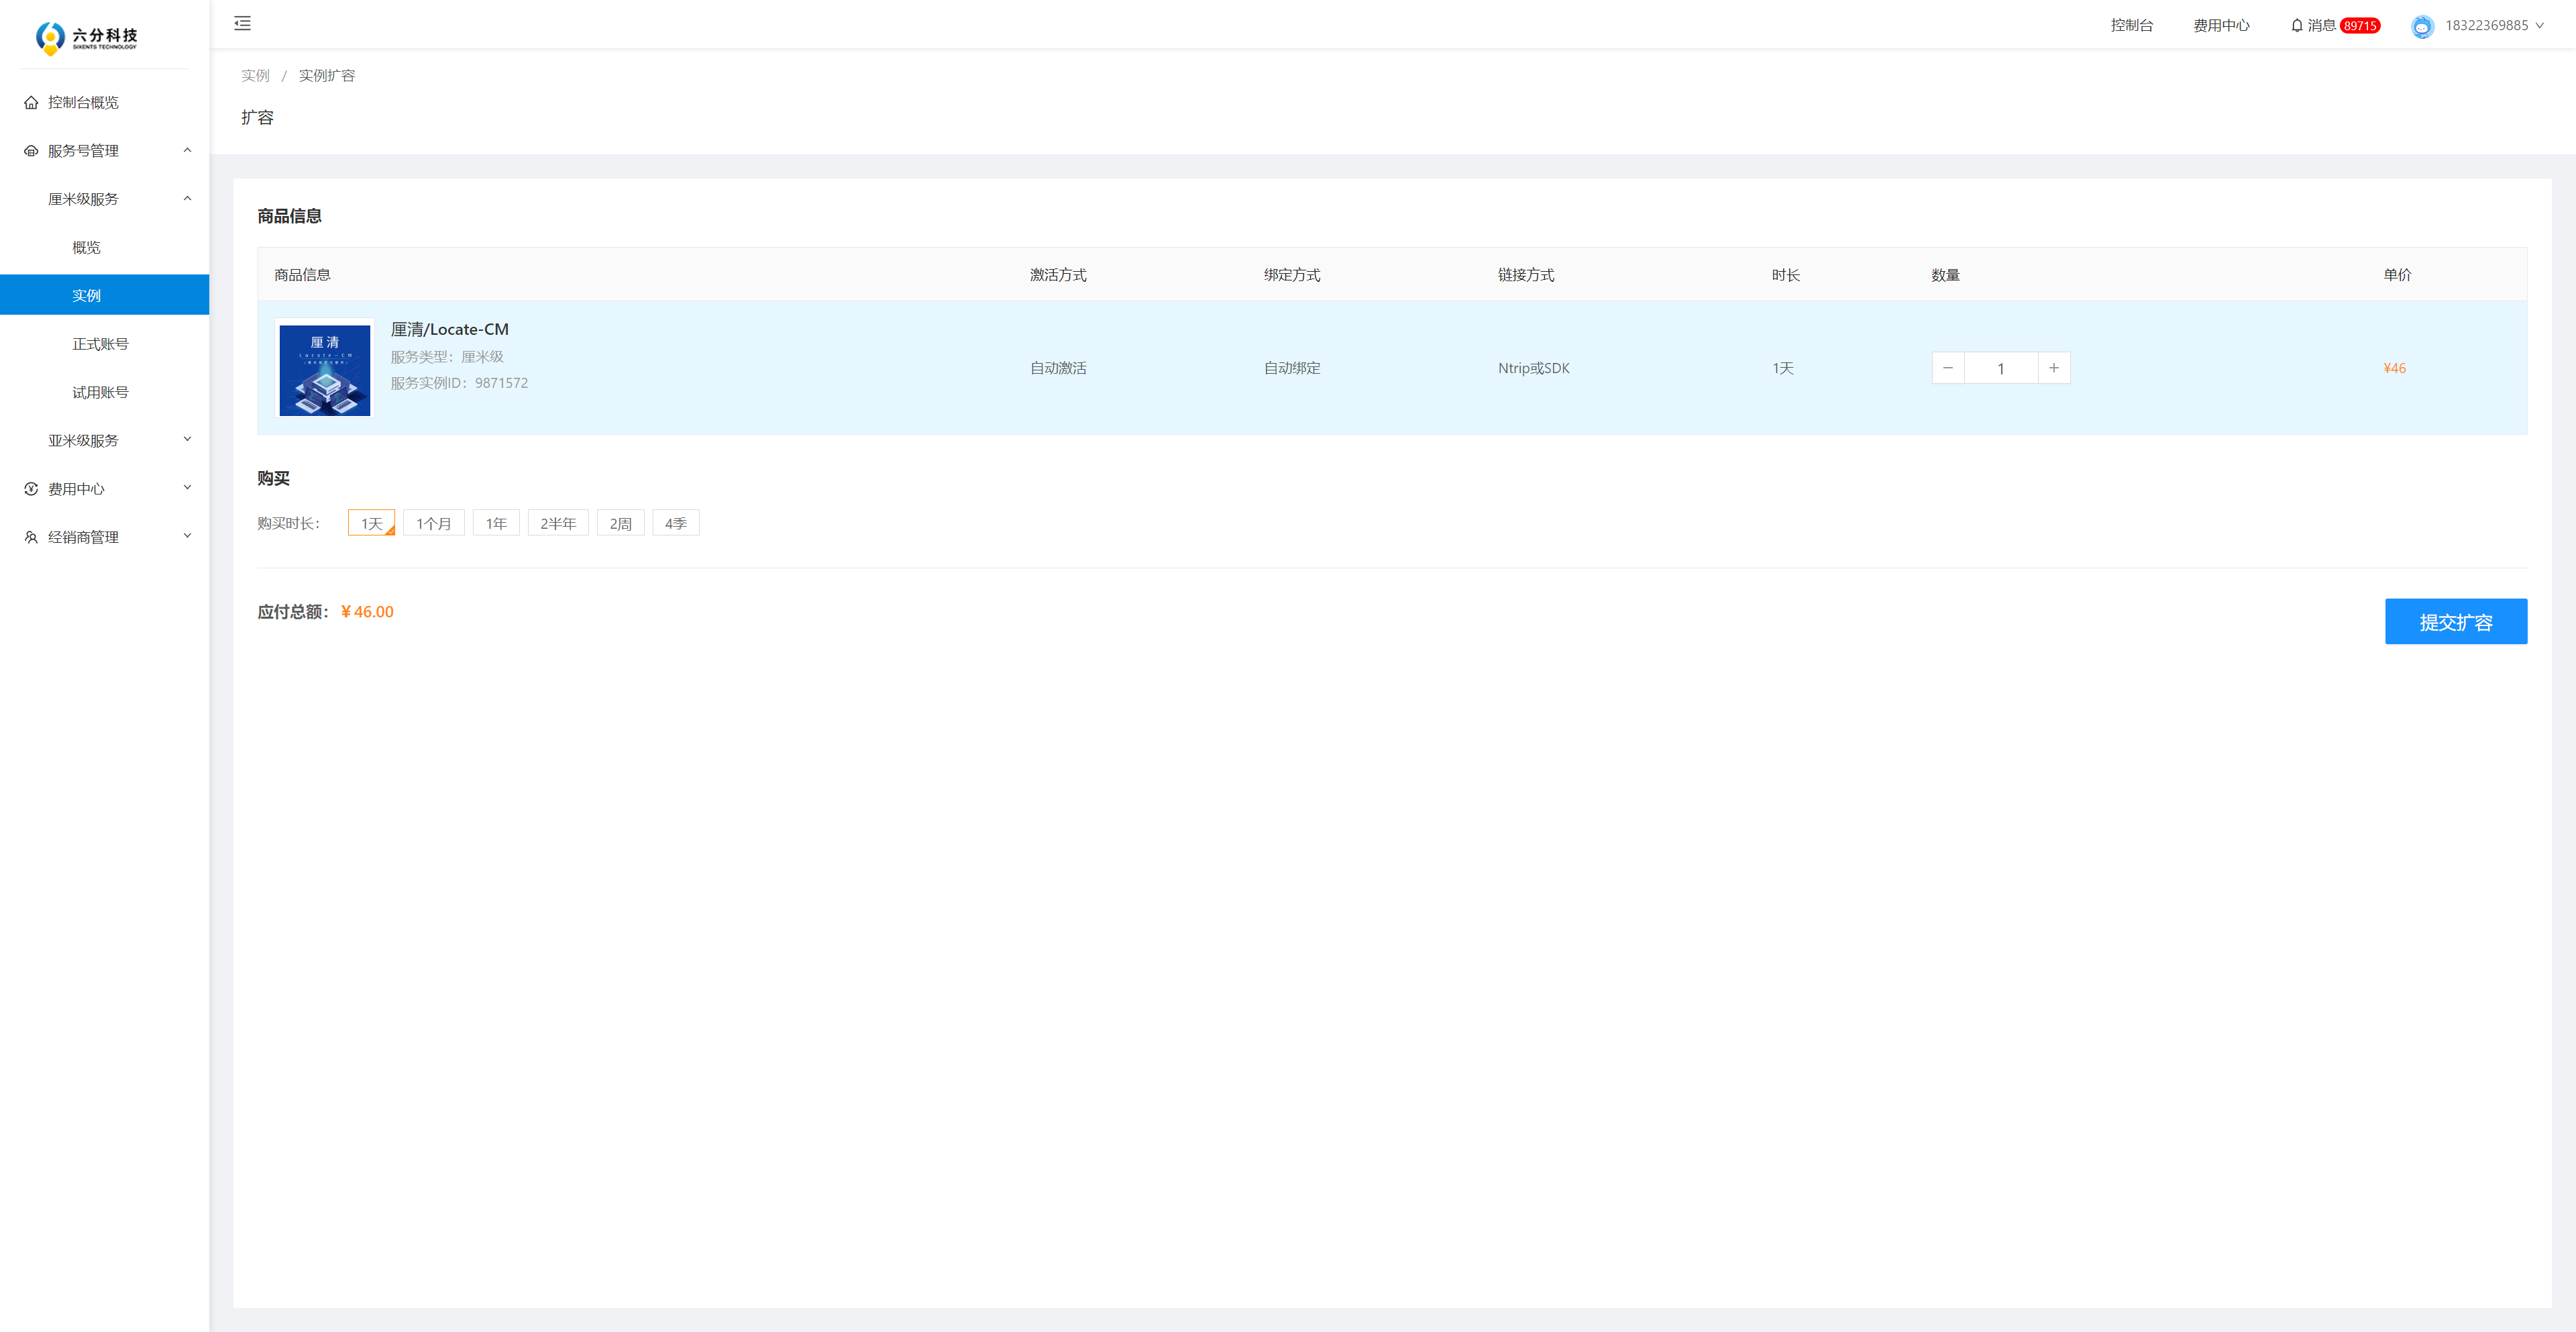 六分科技
SIXENTS TECHNOLOGY
控制台 费用中心 消息 89715 18322369885
控制台概览
服务号管理
厘米级服务
概览
实例
正式账号
试用账号
亚米级服务
费用中心
经销商管理
实例 / 实例扩容
扩容
商品信息
商品信息 激活方式 绑定方式 链接方式 时长 数量 单价
厘清
Locate-CM
厘清/Locate-CM
服务类型：厘米级
服务实例ID：9871572
自动激活 自动绑定 Ntrip或SDK 1天 − 1 + ¥46
购买
购买时长： 1天 1个月 1年 2半年 2周 4季
应付总额： ¥ 46.00
提交扩容